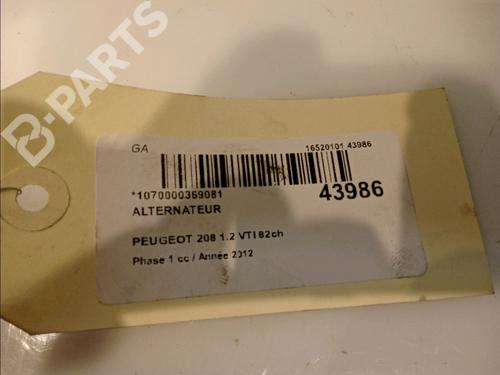 B-PARTS
GA
16520101 43986
*1070000369081
43986
ALTERNATEUR
PEUGEOT 208 1.2 VTI 82ch
Phase 1 cc / Année 2012